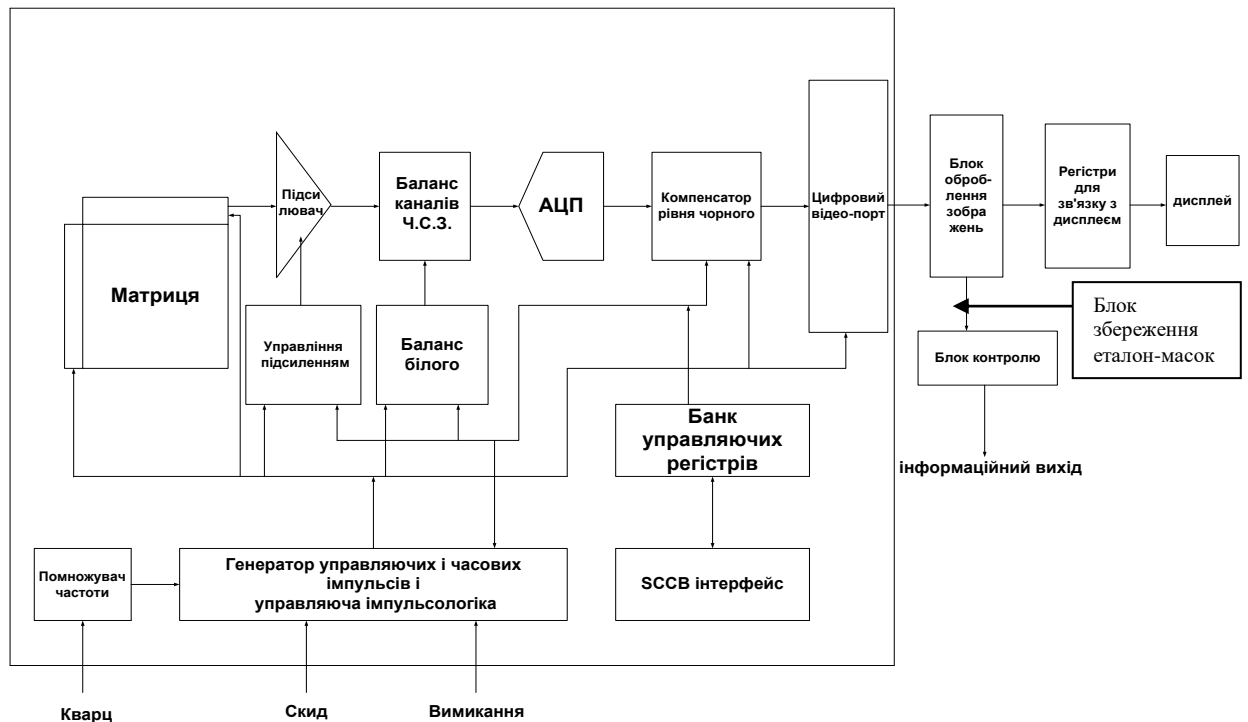 Підси
лювач
Баланс
каналів
Ч.С.З.
АЦП
Компенсатор
рівня чорного
Цифровий
відео-порт
Блок
оброб-
лення
зобра
жень
Регістри
для
зв'язку з
дисплеєм
дисплей
Матриця
Управління
підсиленням
Баланс
білого
Блок
збереження
еталон-масок
Блок контролю
Банк
управляючих
регістрів
інформаційний вихід
Помножувач
частоти
Генератор управляючих і часових
імпульсів і
управляюча імпульсологіка
SCCB інтерфейс
Кварц
Скид
Вимикання